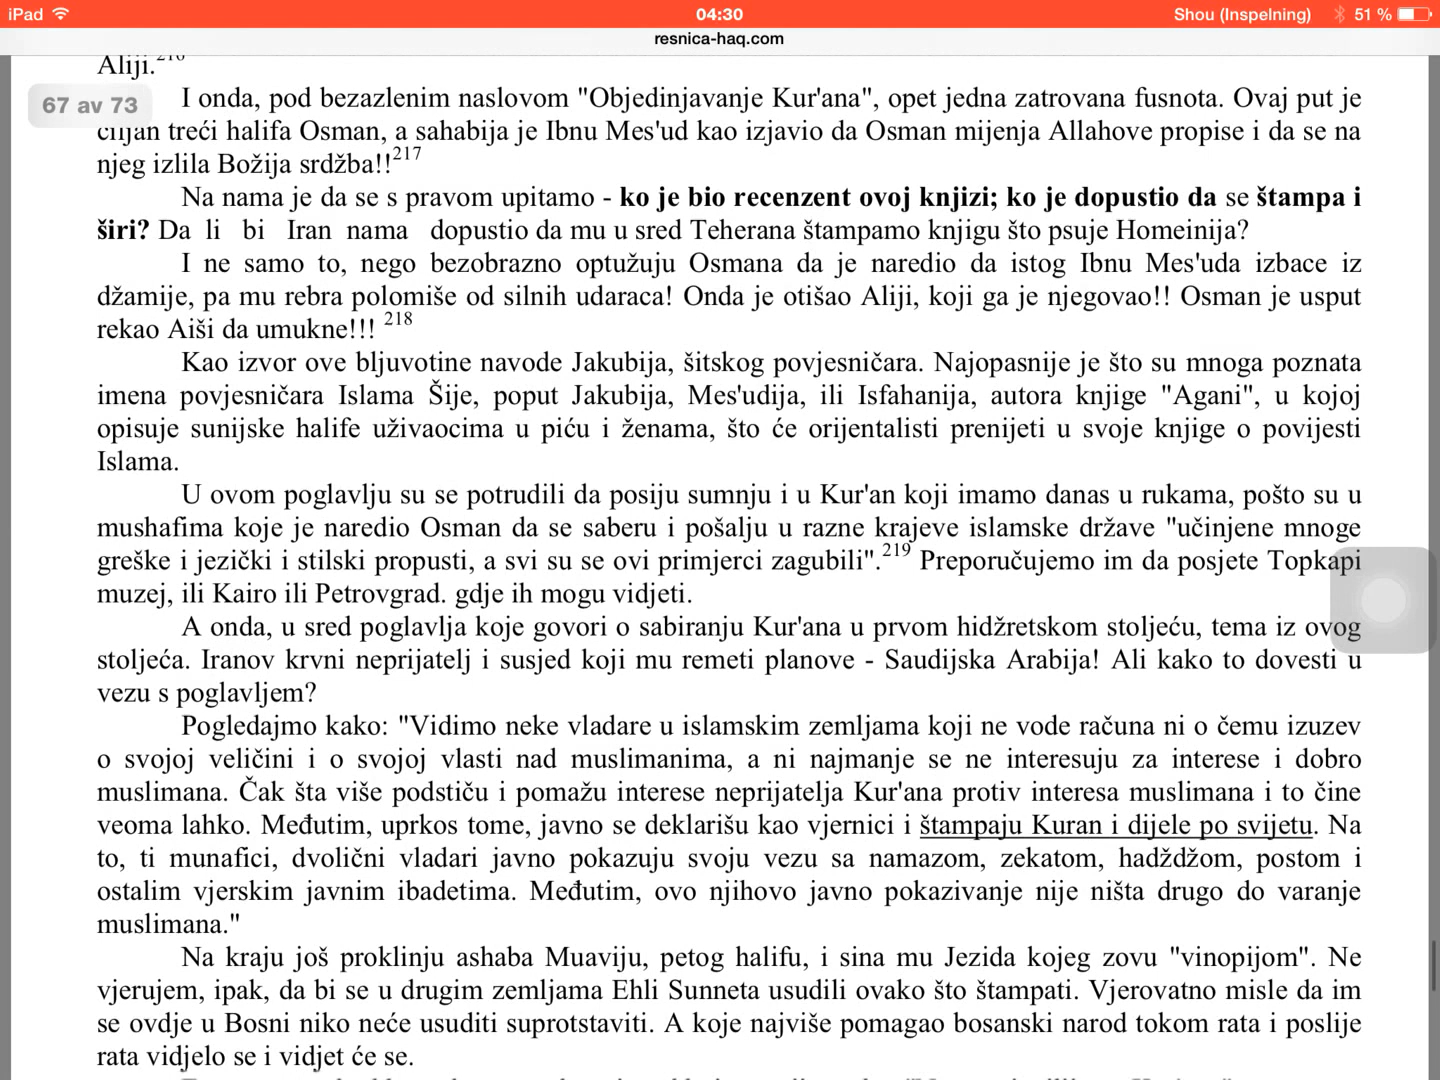 iPad 04:30 Shou (Inspelning) 51 %
resnica-haq.com
Aliji.216
67 av 73
I onda, pod bezazlenim naslovom "Objedinjavanje Kur'ana", opet jedna zatrovana fusnota. Ovaj put je
ciljan treći halifa Osman, a sahabija je Ibnu Mes'ud kao izjavio da Osman mijenja Allahove propise i da se na
njeg izlila Božija srdžba!!217
Na nama je da se s pravom upitamo - ko je bio recenzent ovoj knjizi; ko je dopustio da se štampa i
širi? Da li bi Iran nama dopustio da mu u sred Teherana štampamo knjigu što psuje Homeinija?
I ne samo to, nego bezobrazno optužuju Osmana da je naredio da istog Ibnu Mes'uda izbace iz
džamije, pa mu rebra polomiše od silnih udaraca! Onda je otišao Aliji, koji ga je njegovao!! Osman je usput
rekao Aiši da umukne!!! 218
Kao izvor ove bljuvotine navode Jakubija, šitskog povjesničara. Najopasnije je što su mnoga poznata
imena povjesničara Islama Šije, poput Jakubija, Mes'udija, ili Isfahanija, autora knjige "Agani", u kojoj
opisuje sunijske halife uživaocima u piću i ženama, što će orijentalisti prenijeti u svoje knjige o povijesti
Islama.
U ovom poglavlju su se potrudili da posiju sumnju i u Kur'an koji imamo danas u rukama, pošto su u
mushafima koje je naredio Osman da se saberu i pošalju u razne krajeve islamske države "učinjene mnoge
greške i jezički i stilski propusti, a svi su se ovi primjerci zagubili".219 Preporučujemo im da posjete Topkapi
muzej, ili Kairo ili Petrovgrad. gdje ih mogu vidjeti.
A onda, u sred poglavlja koje govori o sabiranju Kur'ana u prvom hidžretskom stoljeću, tema iz ovog
stoljeća. Iranov krvni neprijatelj i susjed koji mu remeti planove - Saudijska Arabija! Ali kako to dovesti u
vezu s poglavljem?
Pogledajmo kako: "Vidimo neke vladare u islamskim zemljama koji ne vode računa ni o čemu izuzev
o svojoj veličini i o svojoj vlasti nad muslimanima, a ni najmanje se ne interesuju za interese i dobro
muslimana. Čak šta više podstiču i pomažu interese neprijatelja Kur'ana protiv interesa muslimana i to čine
veoma lahko. Međutim, uprkos tome, javno se deklarišu kao vjernici i štampaju Kuran i dijele po svijetu. Na
to, ti munafici, dvolični vladari javno pokazuju svoju vezu sa namazom, zekatom, hadždžom, postom i
ostalim vjerskim javnim ibadetima. Međutim, ovo njihovo javno pokazivanje nije ništa drugo do varanje
muslimana."
Na kraju još proklinju ashaba Muaviju, petog halifu, i sina mu Jezida kojeg zovu "vinopijom". Ne
vjerujem, ipak, da bi se u drugim zemljama Ehli Sunneta usudili ovako što štampati. Vjerovatno misle da im
se ovdje u Bosni niko neće usuditi suprotstaviti. A koje najviše pomagao bosanski narod tokom rata i poslije
rata vidjelo se i vidjet će se.